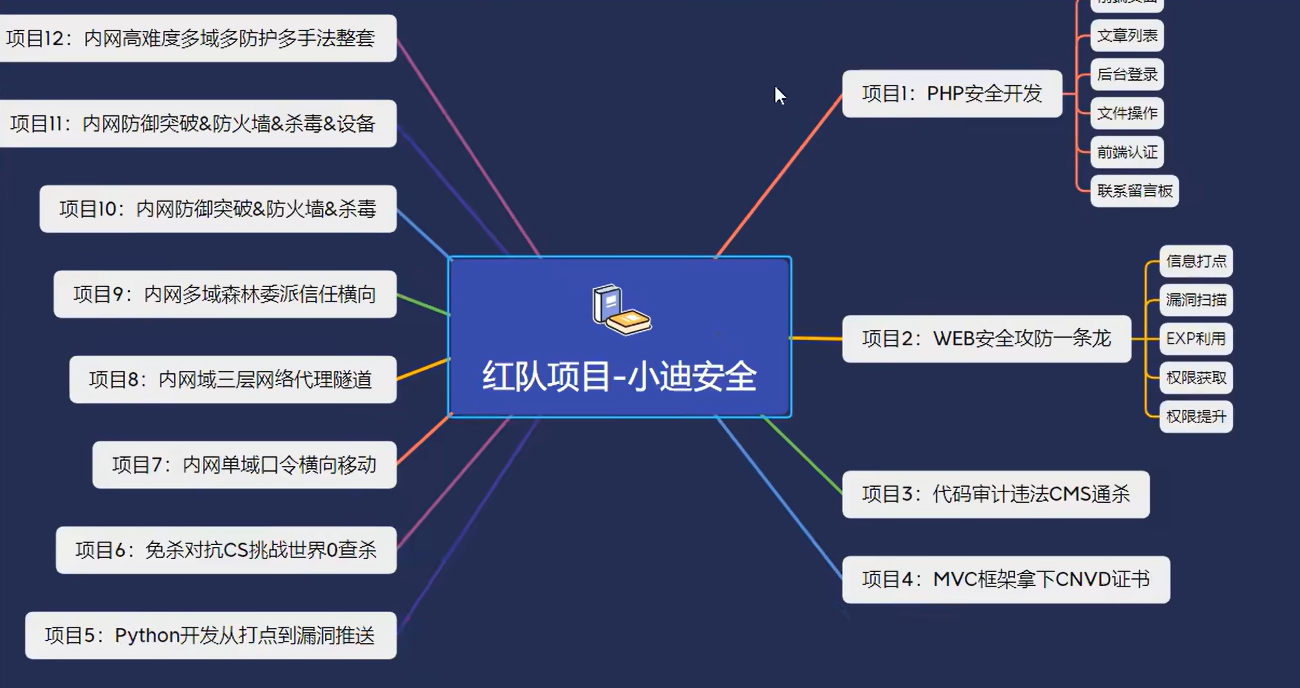 红队项目-小迪安全
项目1：PHP安全开发
文章列表
后台登录
文件操作
前端认证
联系留言板
项目2：WEB安全攻防一条龙
信息打点
漏洞扫描
EXP利用
权限获取
权限提升
项目3：代码审计违法CMS通杀
项目4：MVC框架拿下CNVD证书
项目5：Python开发从打点到漏洞推送
项目6：免杀对抗CS挑战世界0查杀
项目7：内网单域口令横向移动
项目8：内网域三层网络代理隧道
项目9：内网多域森林委派信任横向
项目10：内网防御突破&防火墙&杀毒
项目11：内网防御突破&防火墙&杀毒&设备
项目12：内网高难度多域多防护多手法整套